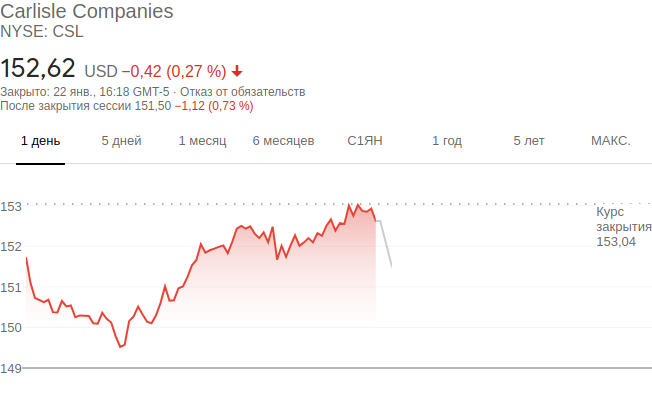 Carlisle Companies
NYSE: CSL
152,62 USD −0,42 (0,27 %)
Закрыто: 22 янв., 16:18 GMT-5 · Отказ от обязательств
После закрытия сессии 151,50 −1,12 (0,73 %)
1 день 5 дней 1 месяц 6 месяцев С1ЯН 1 год 5 лет МАКС.
153
Курс
закрытия
153,04
152
151
150
149